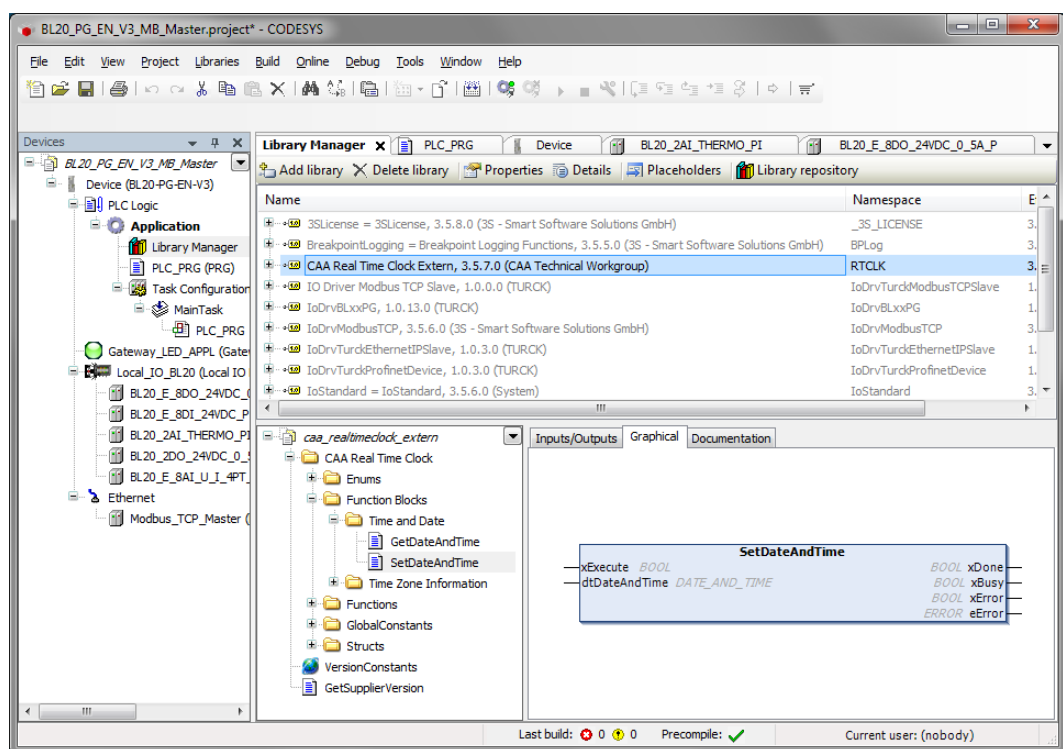 BL20_PG_EN_V3_MB_Master.project* - CODESYS
File Edit View Project Libraries Build Online Debug Tools Window Help
Devices
BL20_PG_EN_V3_MB_Master
Device (BL20-PG-EN-V3)
PLC Logic
Application
Library Manager
PLC_PRG (PRG)
Task Configuration
MainTask
PLC_PRG
Gateway_LED_APPL (Gate
Local_IO_BL20 (Local IO
BL20_E_8DO_24VDC_
BL20_E_8DI_24VDC_P
BL20_2AI_THERMO_PI
BL20_2DO_24VDC_0_
BL20_E_8AI_U_I_4PT_
Ethernet
Modbus_TCP_Master (
Library Manager PLC_PRG Device BL20_2AI_THERMO_PI BL20_E_8DO_24VDC_0_5A_P
Add library Delete library Properties Details Placeholders Library repository
Name Namespace E
3SLicense = 3SLicense, 3.5.8.0 (3S - Smart Software Solutions GmbH) _3S_LICENSE 3.
BreakpointLogging = Breakpoint Logging Functions, 3.5.5.0 (3S - Smart Software Solutions GmbH) BPLog 3.
CAA Real Time Clock Extern, 3.5.7.0 (CAA Technical Workgroup) RTCLK 3.
IO Driver Modbus TCP Slave, 1.0.0.0 (TURCK) IoDrvTurckModbusTCPSlave 1.
IoDrvBLxxPG, 1.0.13.0 (TURCK) IoDrvBLxxPG 1.
IoDrvModbusTCP, 3.5.6.0 (3S - Smart Software Solutions GmbH) IoDrvModbusTCP 3.
IoDrvTurckEthernetIPSlave, 1.0.3.0 (TURCK) IoDrvTurckEthernetIPSlave 1.
IoDrvTurckProfinetDevice, 1.0.3.0 (TURCK) IoDrvTurckProfinetDevice 1.
IoStandard = IoStandard, 3.5.6.0 (System) IoStandard 3.
caa_realtimeclock_extern
CAA Real Time Clock
Enums
Function Blocks
Time and Date
GetDateAndTime
SetDateAndTime
Time Zone Information
Functions
GlobalConstants
Structs
VersionConstants
GetSupplierVersion
Inputs/Outputs Graphical Documentation
SetDateAndTime
xExecute BOOL BOOL xDone
dtDateAndTime DATE_AND_TIME BOOL xBusy
BOOL xError
ERROR eError
Last build: 0 0 Precompile: Current user: (nobody)